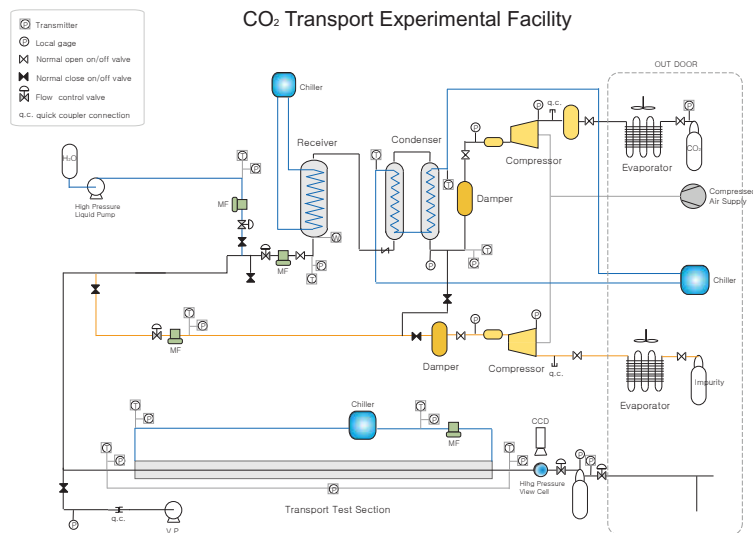 CO₂ Transport Experimental Facility
P Transmitter
P Local gage
Normal open on/off valve
Normal close on/off valve
Flow control valve
q.c. quick coupler connection
OUT DOOR
Chiller
Receiver
Condenser
P
P
q.c.
P
Compressor
Evaporator
CO₂
H₂O
T
P
T
T
High Pressure
Liquid Pump
MF
Damper
Compressed
Air Supply
W
MF
T
P
P
T
P
Chiller
T
P
MF
P
P
Damper
Compressor
q.c.
Evaporator
Impurity
T
P
Chiller
T
P
MF
CCD
T
P
T
P
P
P
Hihg Pressure
View Cell
P
Transport Test Section
P
q.c.
V.P